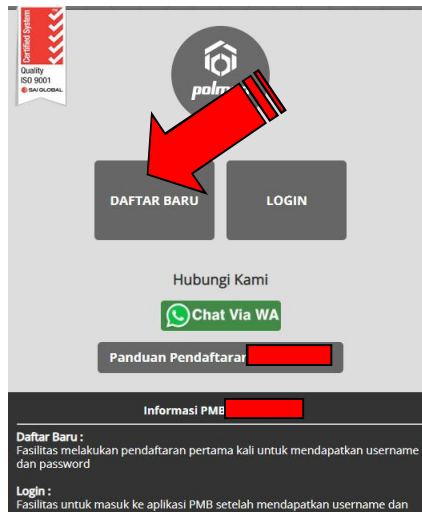 Certified System
Quality
ISO 9001
SAI GLOBAL
DAFTAR BARU
LOGIN
Hubungi Kami
Chat Via WA
Panduan Pendaftaran
Informasi PMB
Daftar Baru :
Fasilitas melakukan pendaftaran pertama kali untuk mendapatkan username
dan password
Login :
Fasilitas untuk masuk ke aplikasi PMB setelah mendapatkan username dan